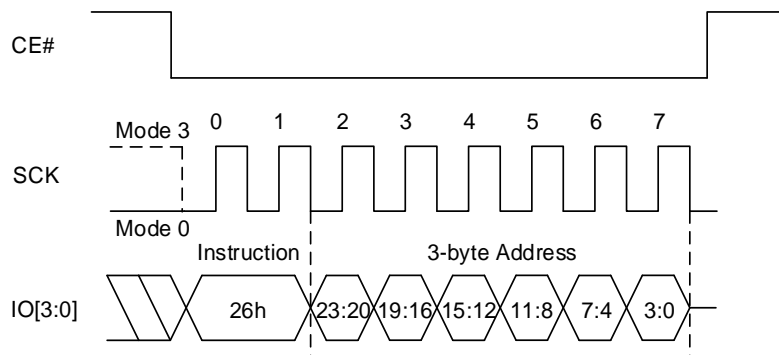 CE#
Mode 3 0 1 2 3 4 5 6 7
SCK
Mode 0
Instruction 3-byte Address
IO[3:0] 26h 23:20 19:16 15:12 11:8 7:4 3:0